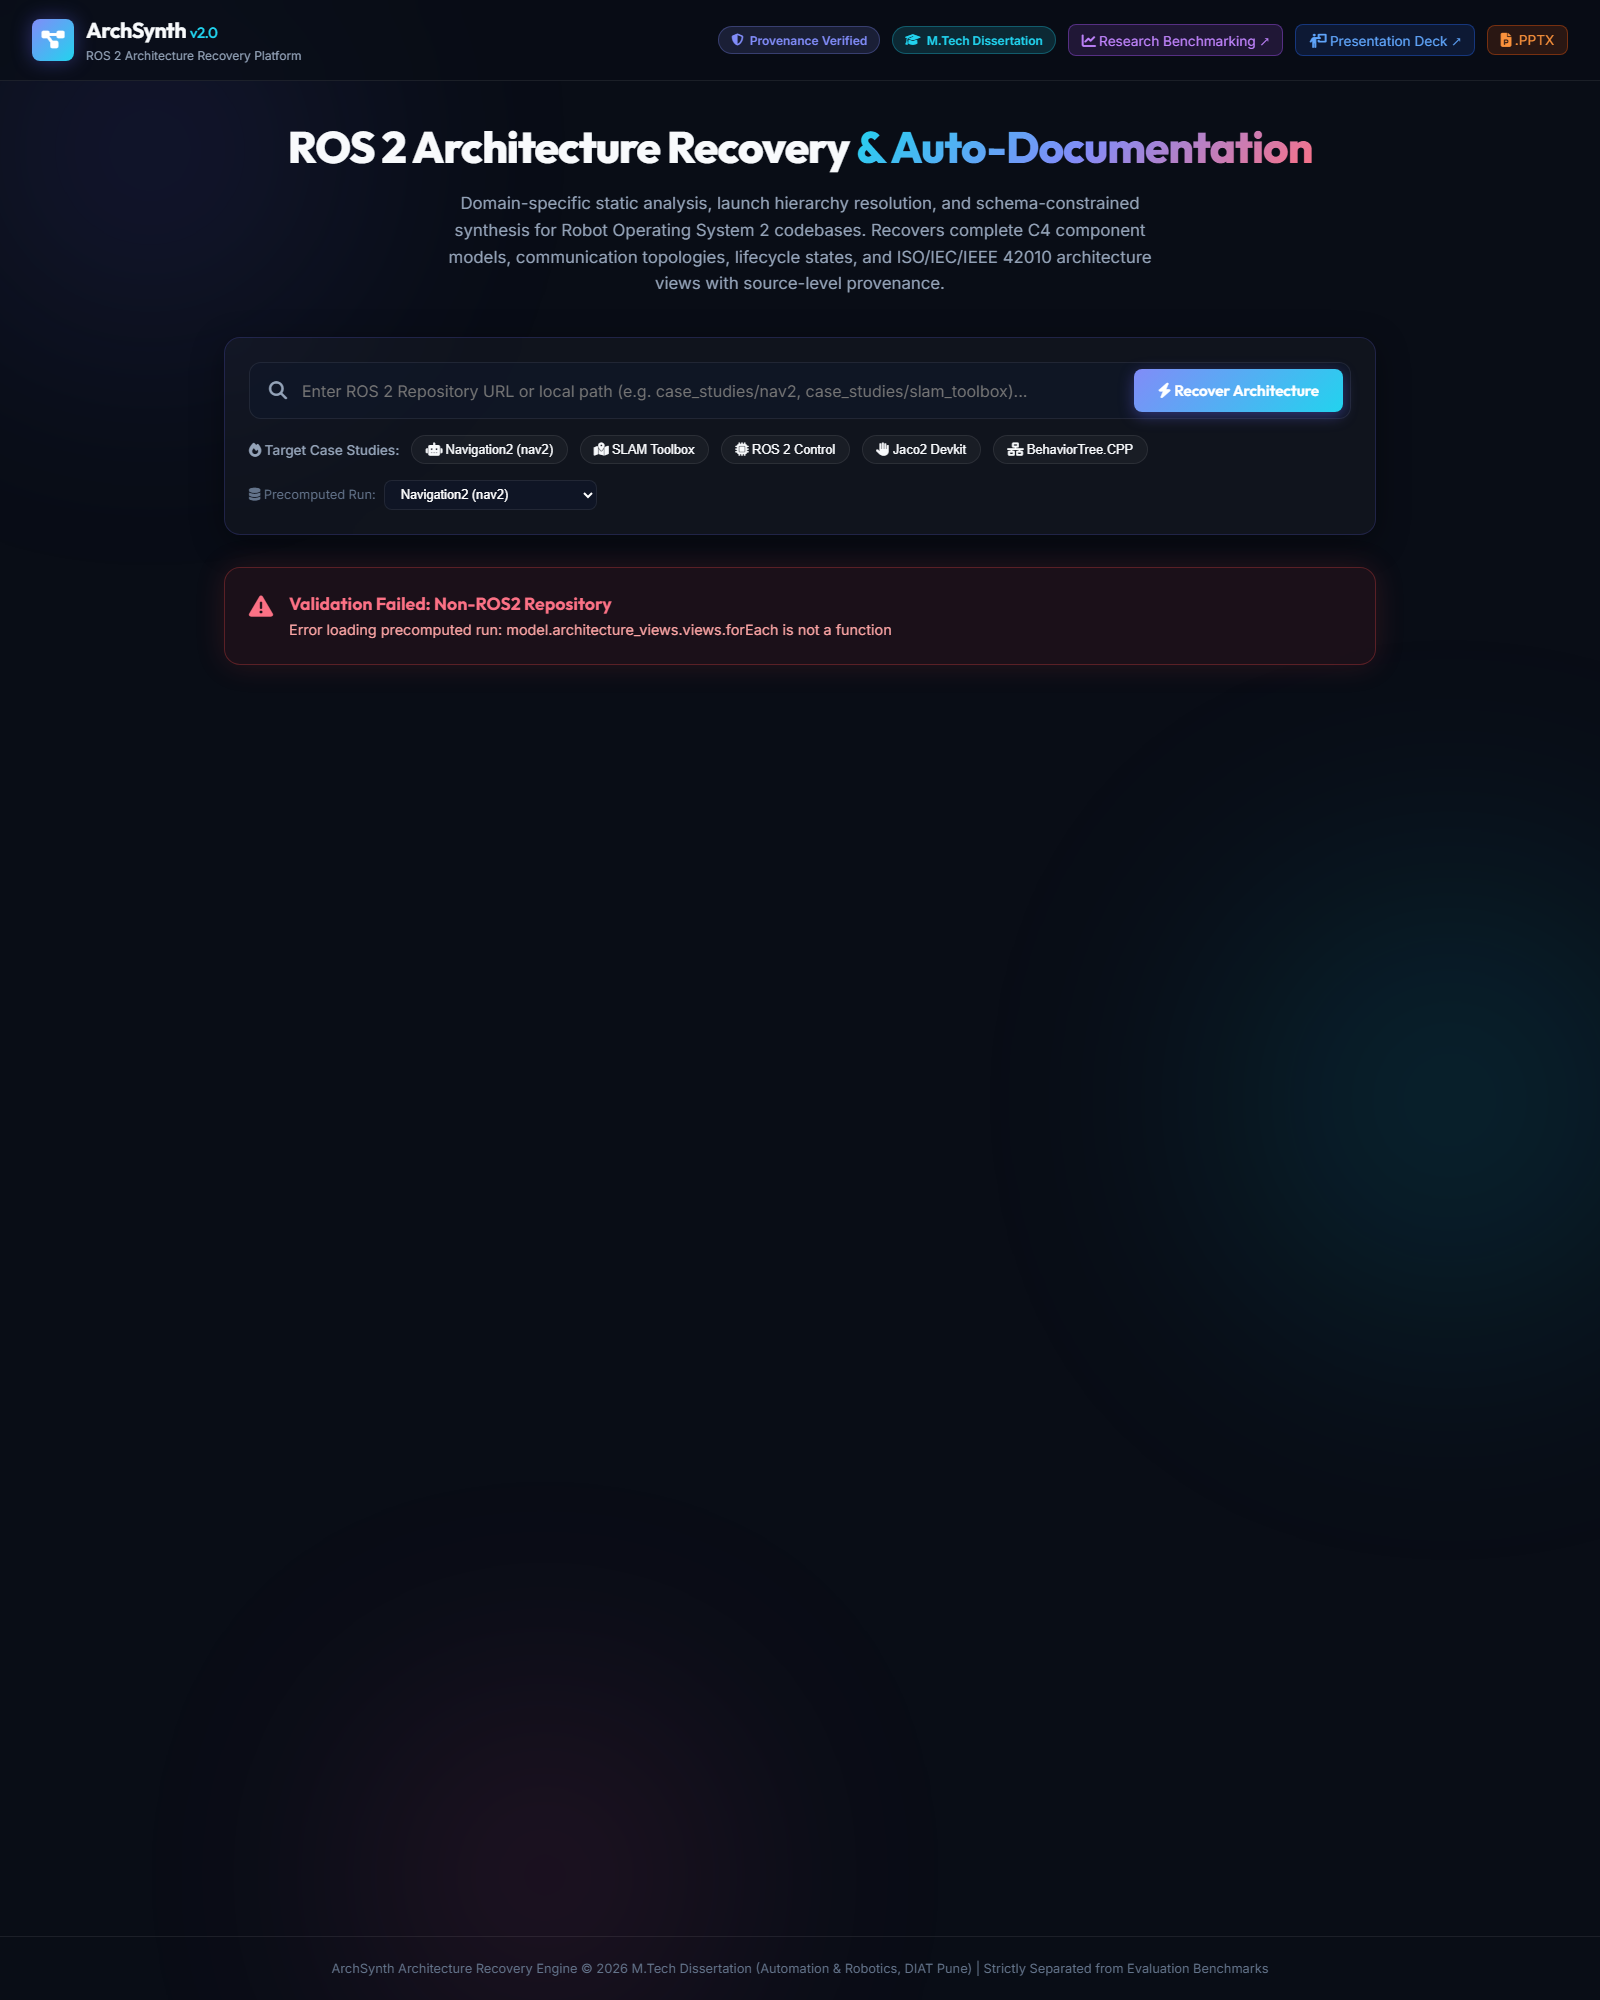 ArchSynth v2.0
ROS 2 Architecture Recovery Platform
Provenance Verified
M.Tech Dissertation
Research Benchmarking ↗
Presentation Deck ↗
.PPTX
ROS 2 Architecture Recovery & Auto-Documentation
Domain-specific static analysis, launch hierarchy resolution, and schema-constrained
synthesis for Robot Operating System 2 codebases. Recovers complete C4 component
models, communication topologies, lifecycle states, and ISO/IEC/IEEE 42010 architecture
views with source-level provenance.
Enter ROS 2 Repository URL or local path (e.g. case_studies/nav2, case_studies/slam_toolbox)...
Recover Architecture
Target Case Studies:
Navigation2 (nav2)
SLAM Toolbox
ROS 2 Control
Jaco2 Devkit
BehaviorTree.CPP
Precomputed Run:
Navigation2 (nav2)
Validation Failed: Non-ROS2 Repository
Error loading precomputed run: model.architecture_views.views.forEach is not a function
ArchSynth Architecture Recovery Engine © 2026 M.Tech Dissertation (Automation & Robotics, DIAT Pune) | Strictly Separated from Evaluation Benchmarks